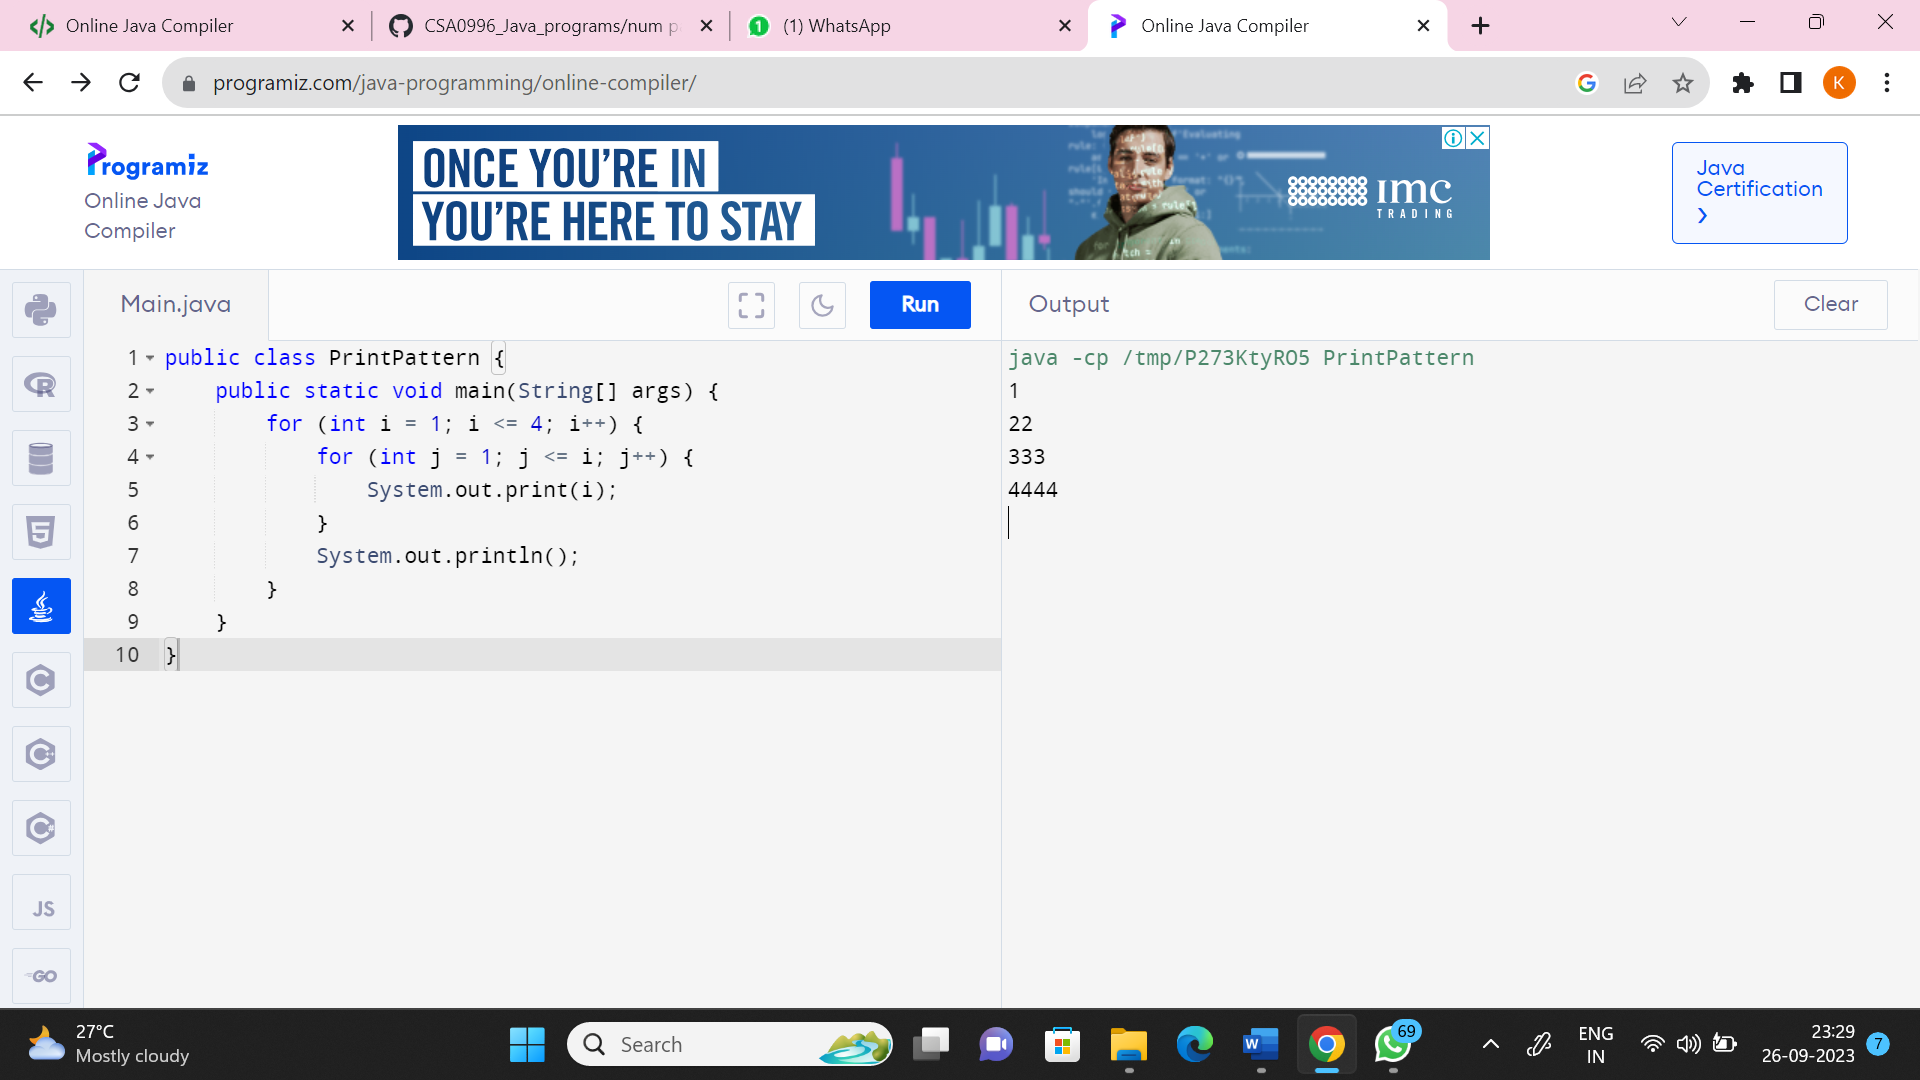 Online Java Compiler
CSA0996_Java_programs/num p
(1) WhatsApp
Online Java Compiler
programiz.com/java-programming/online-compiler/
K
Programiz
Online Java
Compiler
ONCE YOU'RE IN
YOU'RE HERE TO STAY
imc
TRADING
Java
Certification
Main.java
Run
Output
Clear
1 public class PrintPattern {
2 public static void main(String[] args) {
3 for (int i = 1; i <= 4; i++) {
4 for (int j = 1; j <= i; j++) {
5 System.out.print(i);
6 }
7 System.out.println();
8 }
9 }
10 }
java -cp /tmp/P273KtyRO5 PrintPattern
1
22
333
4444
JS
GO
27°C
Mostly cloudy
Search
69
ENG
IN
23:29
26-09-2023
7